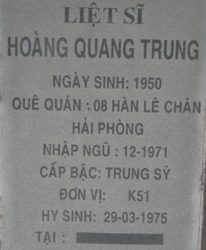 LIỆT SĨ
HOÀNG QUANG TRUNG
NGÀY SINH: 1950
QUÊ QUÁN : 08 HÀN LÊ CHÂN
HẢI PHÒNG
NHẬP NGŨ : 12-1971
CẤP BẬC: TRUNG SỸ
ĐƠN VỊ: K51
HY SINH: 29-03-1975
TẠI :